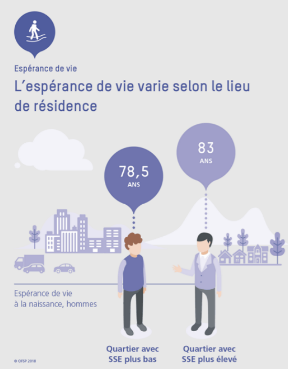 Espérance de vie
L'espérance de vie varie selon le lieu
de résidence
83
ANS
78,5
ANS
Espérance de vie
à la naissance, hommes
Quartier avec
SSE plus bas
Quartier avec
SSE plus élevé
© OFSP 2018